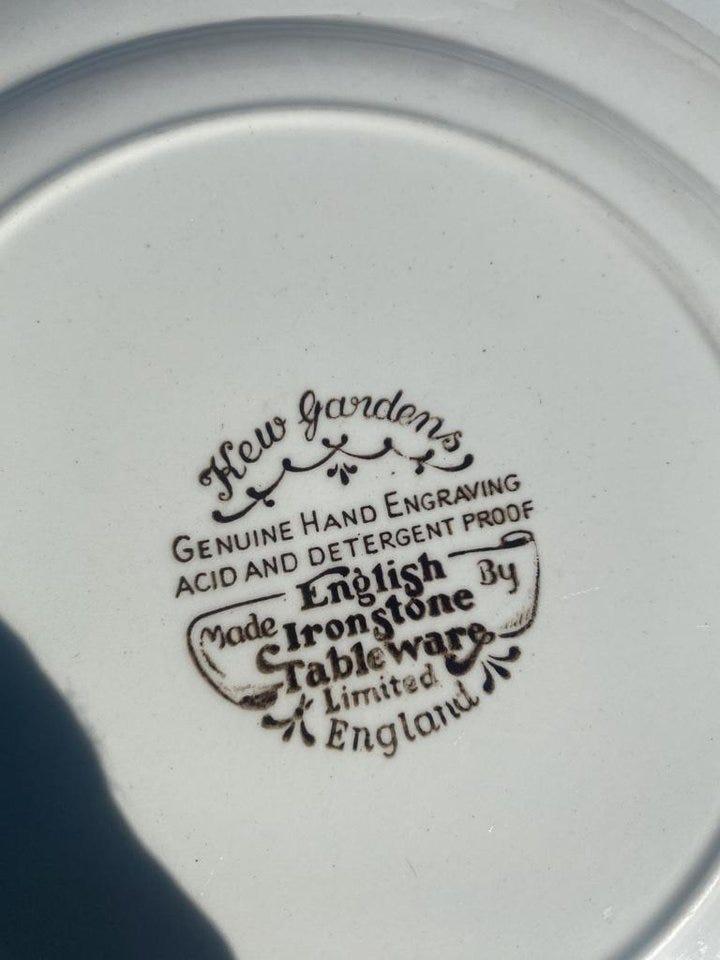 Kew Gardens
GENUINE HAND ENGRAVING
ACID AND DETERGENT PROOF
Made English By
Ironstone
Tableware
Limited
England